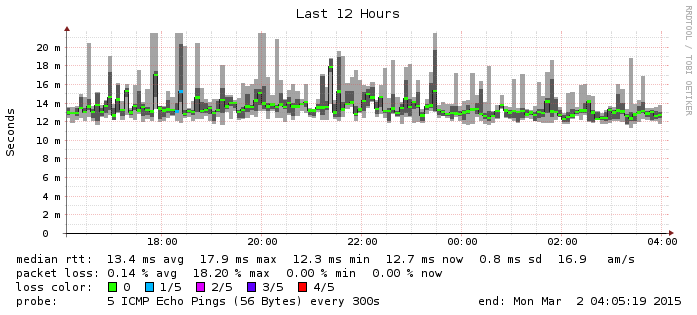 Last 12 Hours
RRDTOOL / TOBI OETIKER
Seconds
20 m
18 m
16 m
14 m
12 m
10 m
8 m
6 m
4 m
2 m
0
18:00 20:00 22:00 00:00 02:00 04:00
median rtt: 13.4 ms avg 17.9 ms max 12.3 ms min 12.7 ms now 0.8 ms sd 16.9 am/s
packet loss: 0.14 % avg 18.20 % max 0.00 % min 0.00 % now
loss color: 0 1/5 2/5 3/5 4/5
probe: 5 ICMP Echo Pings (56 Bytes) every 300s end: Mon Mar 2 04:05:19 2015